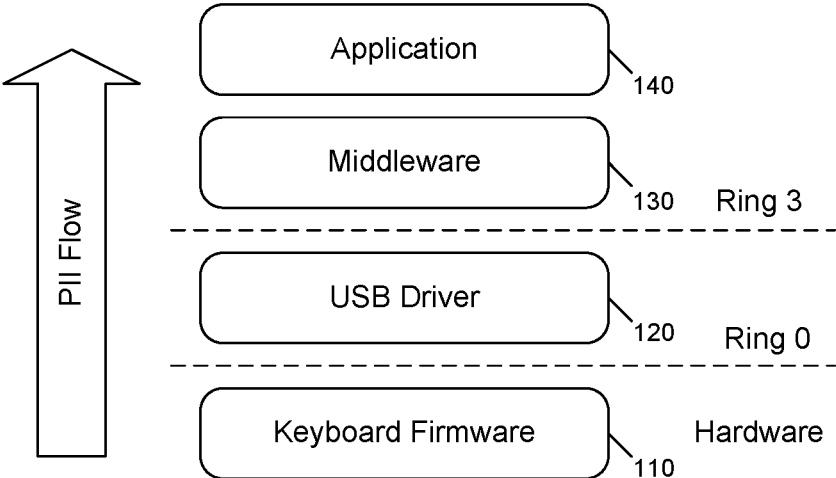 Application
140
Middleware
130
Ring 3
PII Flow
USB Driver
120
Ring 0
Keyboard Firmware
Hardware
110